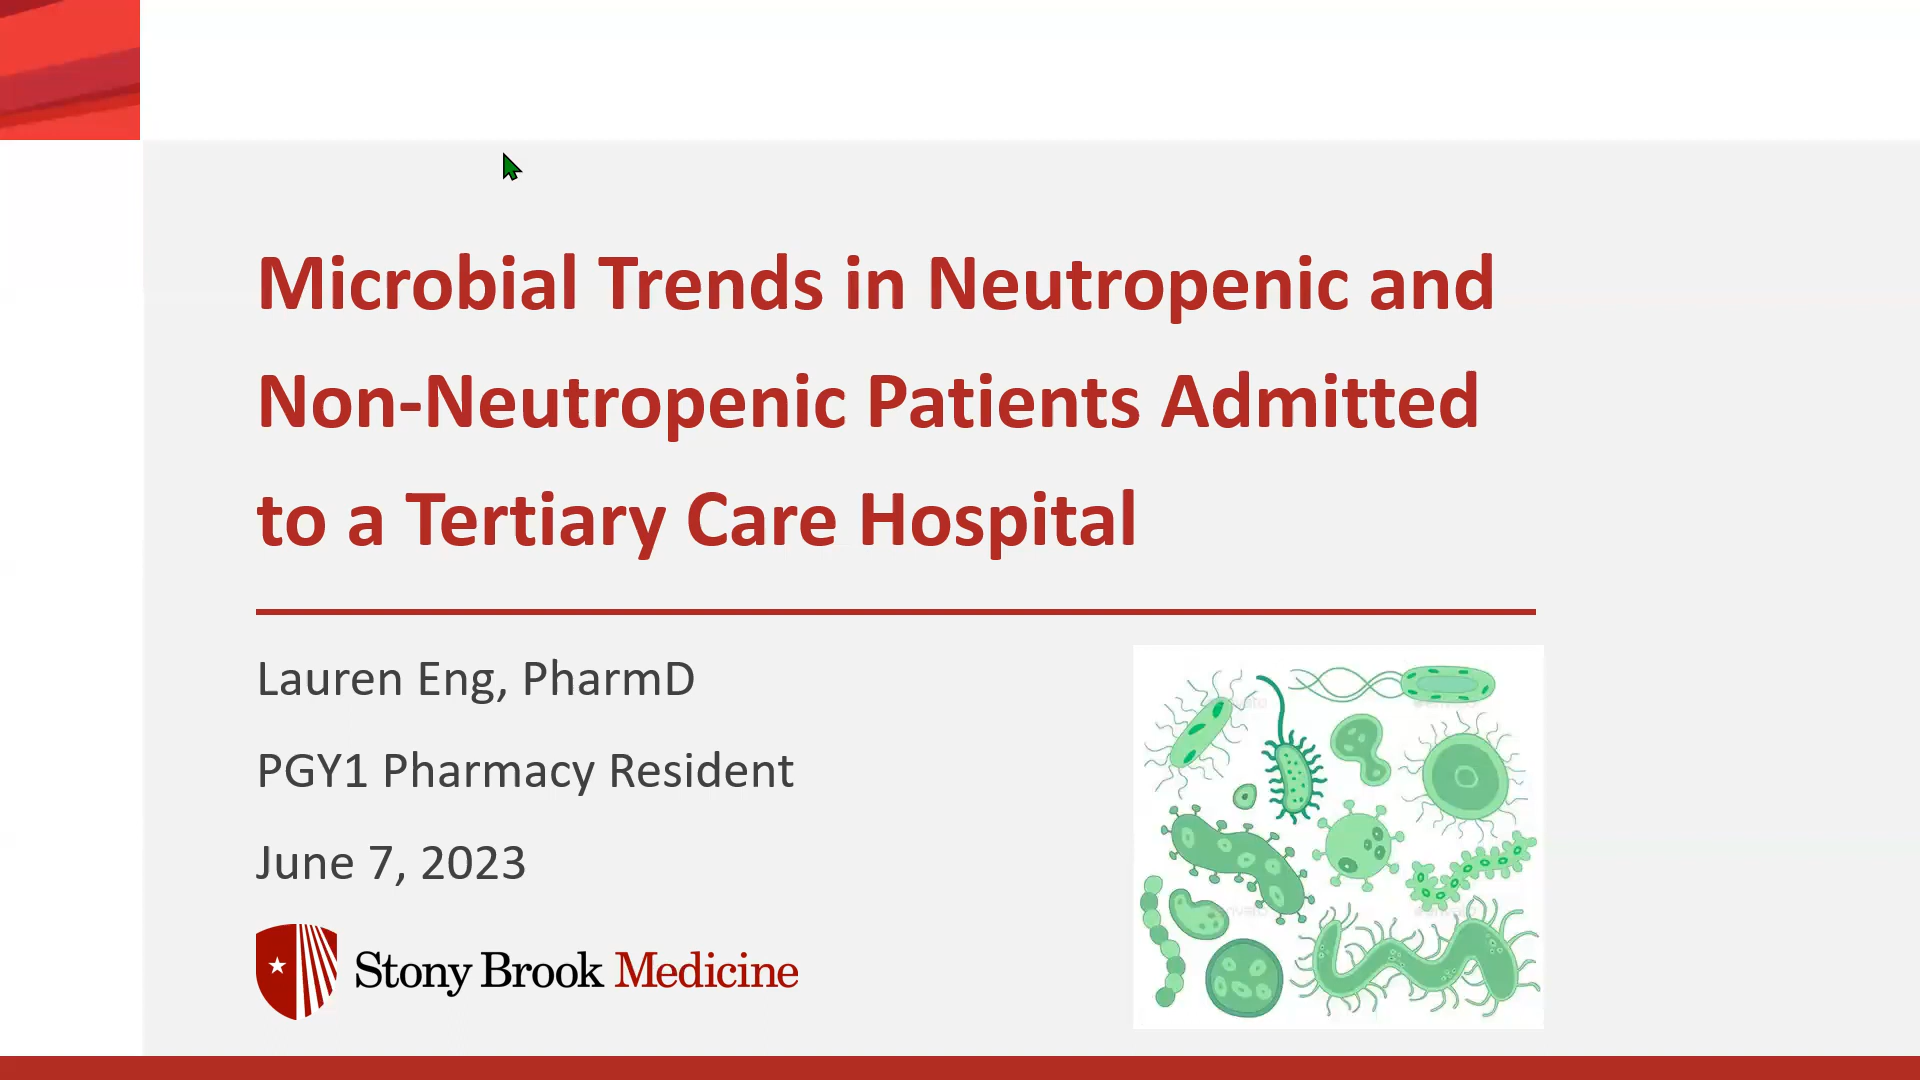 Microbial Trends in Neutropenic and
Non-Neutropenic Patients Admitted
to a Tertiary Care Hospital
Lauren Eng, PharmD
PGY1 Pharmacy Resident
June 7, 2023
Stony Brook Medicine